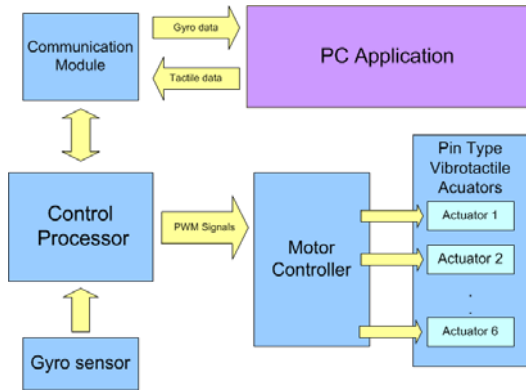 Gyro data
Communication
Module
PC Application
Tactile data
Pin Type
Vibrotactile
Acuators
Control
Processor
PWM Signals
Motor
Controller
Actuator 1
Actuator 2
.
.
Actuator 6
Gyro sensor